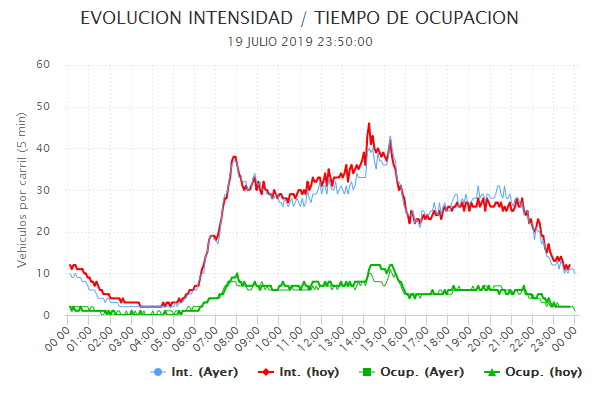 EVOLUCION INTENSIDAD / TIEMPO DE OCUPACION
19 JULIO 2019 23:50:00
Vehículos por carril (5 min)
60
50
40
30
20
10
0
00:00 01:00 02:00 03:00 04:00 05:00 06:00 07:00 08:00 09:00 10:00 11:00 12:00 13:00 14:00 15:00 16:00 17:00 18:00 19:00 20:00 21:00 22:00 23:00 00:00
Int. (Ayer) Int. (hoy) Ocup. (Ayer) Ocup. (hoy)